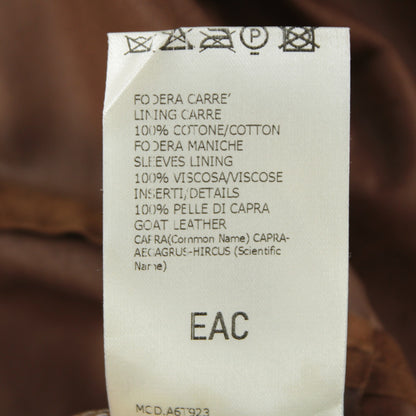 FODERA CARRE'
LINING CARRE
100% COTONE/COTTON
FODERA MANICHE
SLEEVES LINING
100% VISCOSA/VISCOSE
INSERTI/DETAILS
100% PELLE DI CAPRA
GOAT LEATHER
CAPRA(Common Name) CAPRA-
AEGAGRUS-HIRCUS (Scientific
Name)
EAC
MOD.A6T923